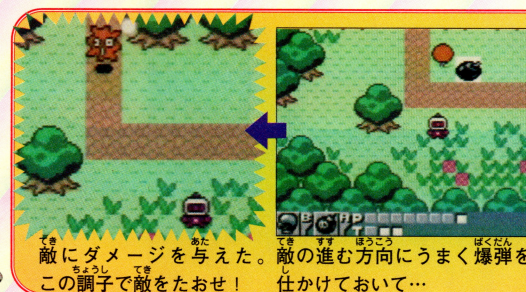 敵の進む方向にうまく爆弾を
仕かけておいて…
敵にダメージを与えた。
この調子で敵をたおせ！